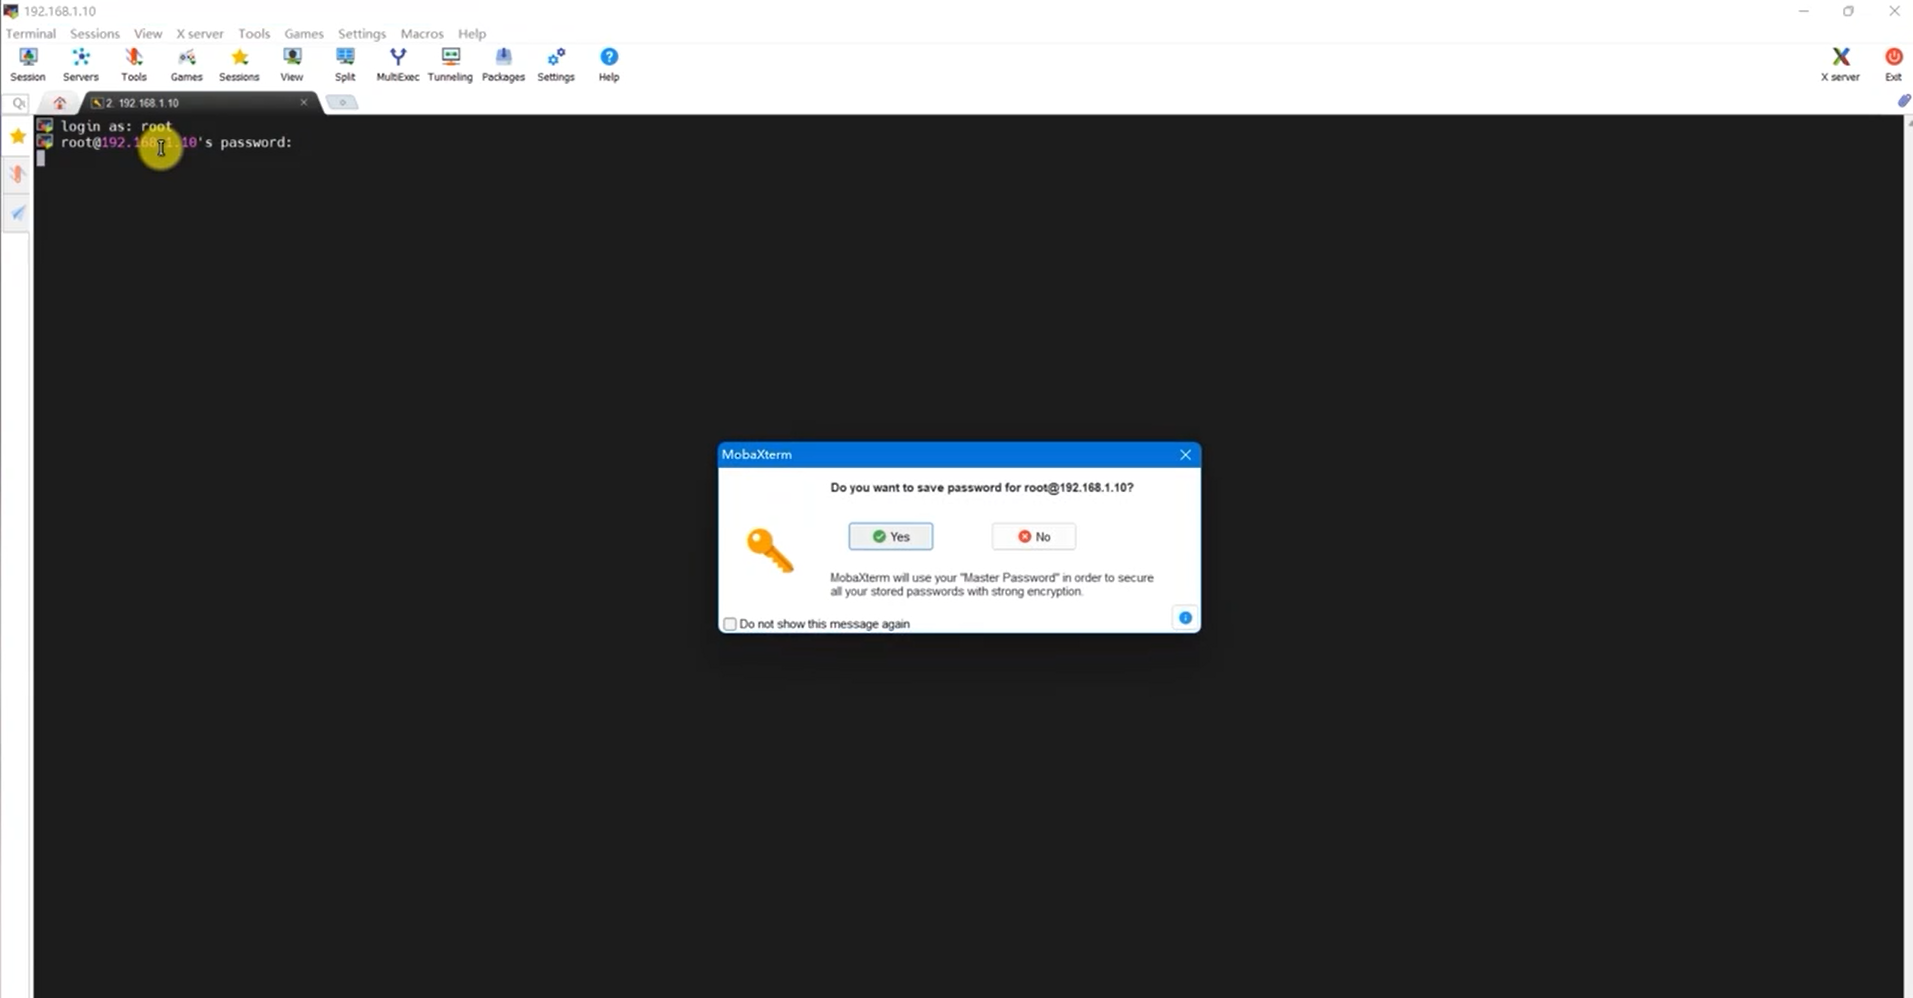 192.168.1.10
Terminal Sessions View X server Tools Games Settings Macros Help
Session Servers Tools Games Sessions View Split MultiExec Tunneling Packages Settings Help X server Exit
2. 192.168.1.10
login as: root
root@192.168.1.10's password:
MobaXterm
Do you want to save password for root@192.168.1.10?
Yes No
MobaXterm will use your "Master Password" in order to secure
all your stored passwords with strong encryption.
Do not show this message again